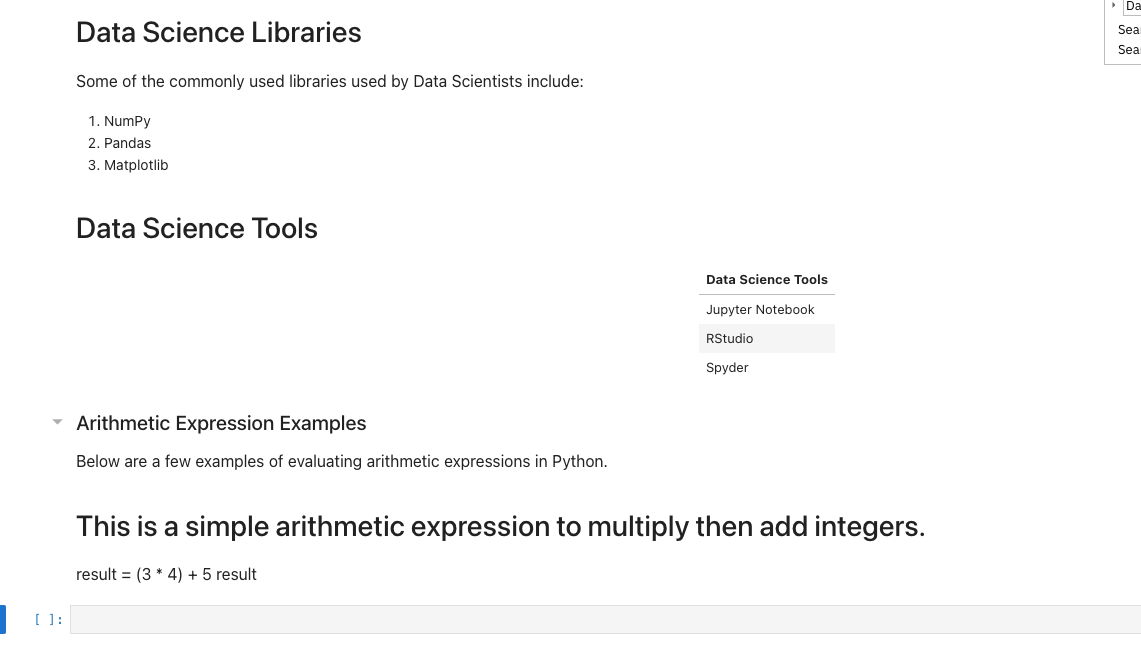 Data Science Libraries
Some of the commonly used libraries used by Data Scientists include:
1. NumPy
2. Pandas
3. Matplotlib
Data Science Tools
Data Science Tools
Jupyter Notebook
RStudio
Spyder
Arithmetic Expression Examples
Below are a few examples of evaluating arithmetic expressions in Python.
This is a simple arithmetic expression to multiply then add integers.
result = (3 * 4) + 5 result
[ ]: